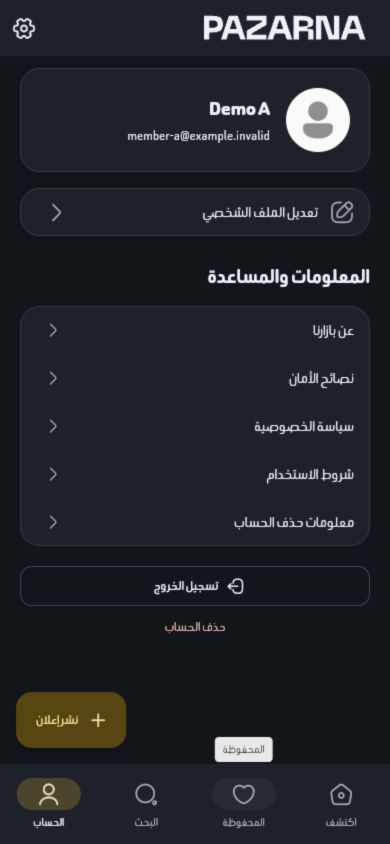 PAZARNA
Demo A
member-a@example.invalid
تعديل الملف الشخصي
المعلومات والمساعدة
عن بازارنا
نصائح الأمان
سياسة الخصوصية
شروط الاستخدام
معلومات حذف الحساب
تسجيل الخروج
حذف الحساب
نشر إعلان
المحفوظة
اكتشف
المحفوظة
البحث
الحساب